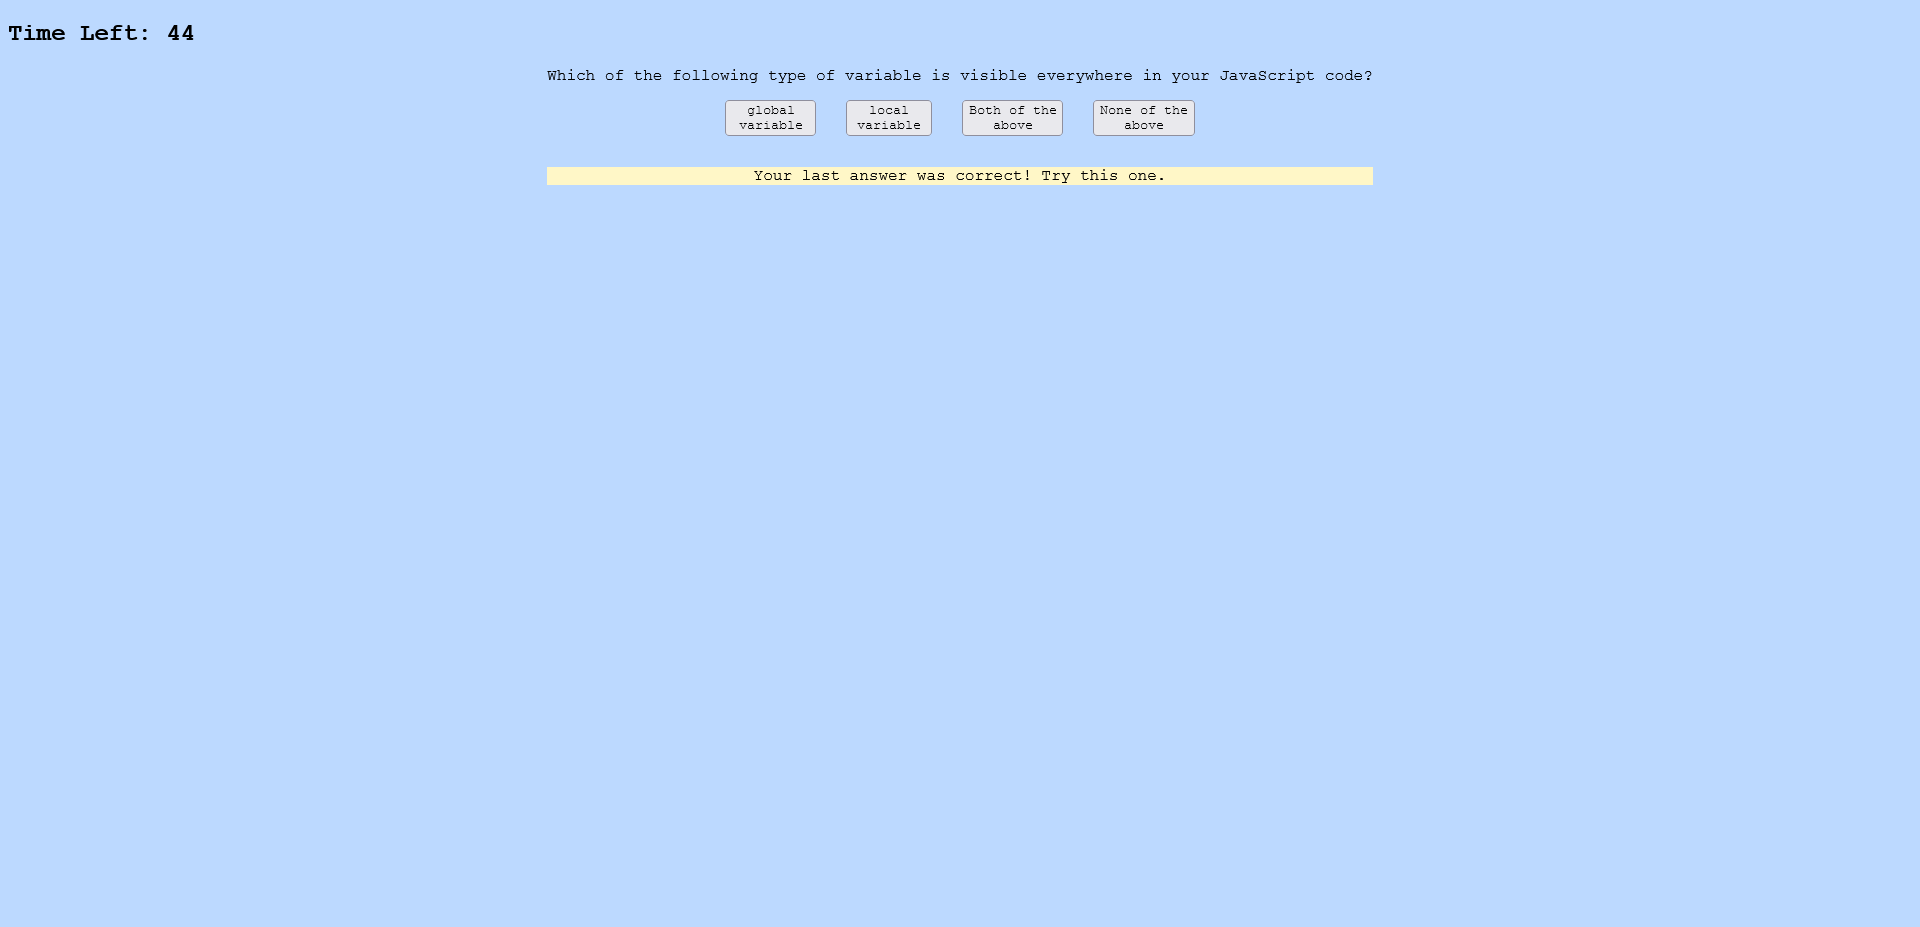 Time Left: 44
Which of the following type of variable is visible everywhere in your JavaScript code?
global
variable
local
variable
Both of the
above
None of the
above
Your last answer was correct! Try this one.